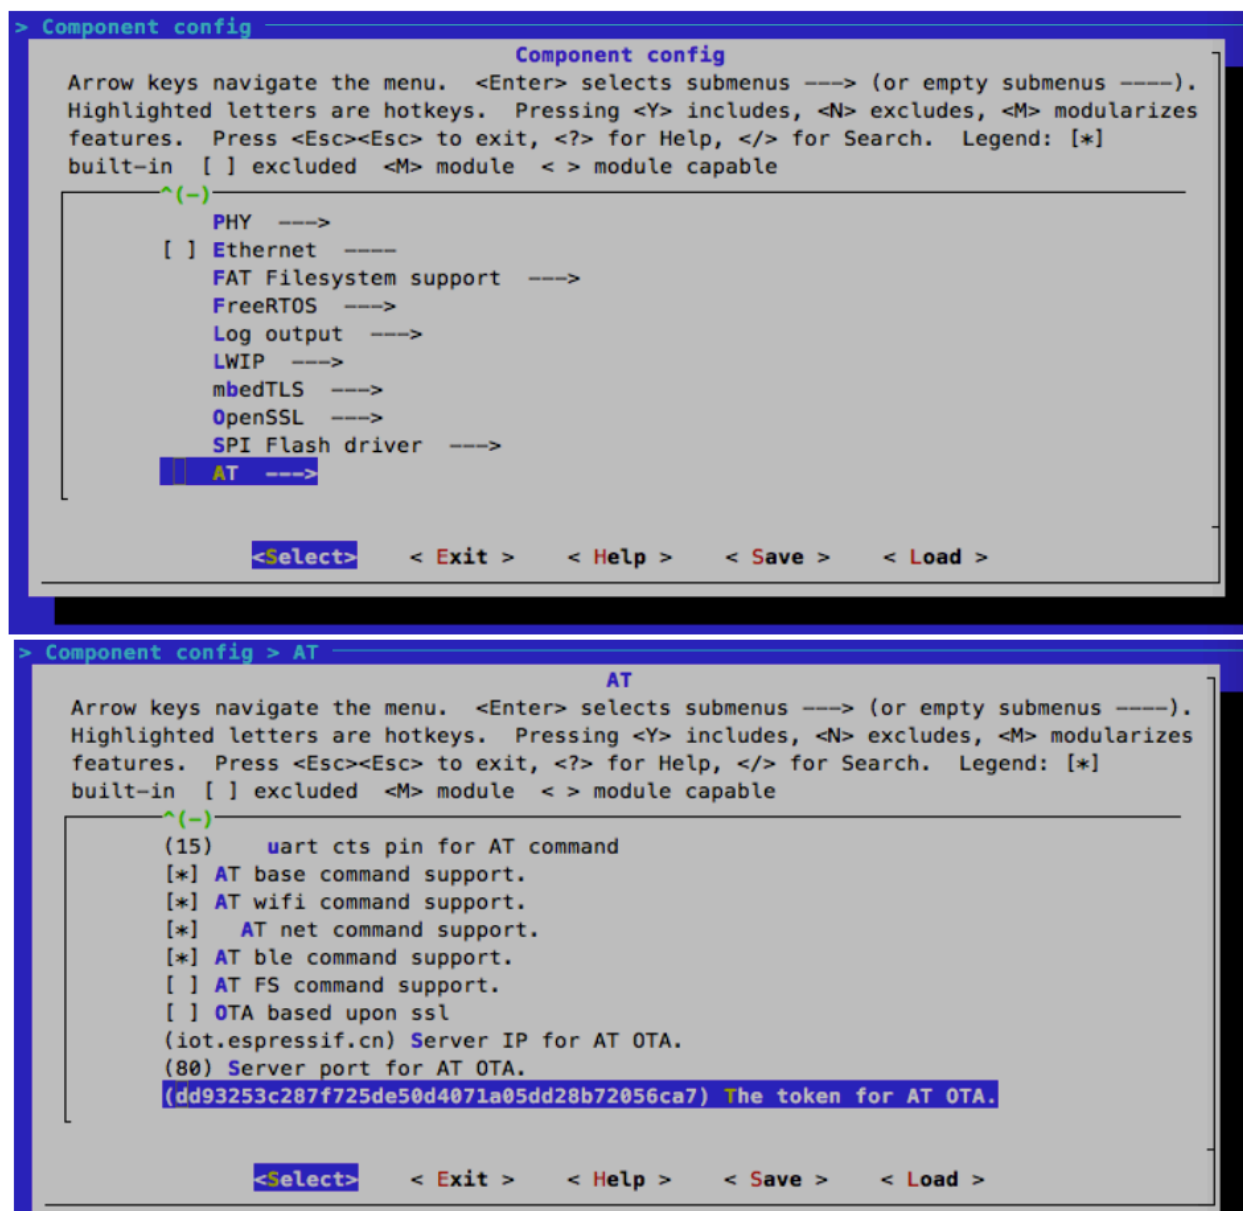 > Component config
Component config
Arrow keys navigate the menu.  <Enter> selects submenus ---> (or empty submenus ----).
Highlighted letters are hotkeys.  Pressing <Y> includes, <N> excludes, <M> modularizes
features.  Press <Esc><Esc> to exit, <?> for Help, </> for Search.  Legend: [*]
built-in  [ ] excluded  <M> module  < > module capable
^(-)
PHY  --->
[ ] Ethernet  ----
FAT Filesystem support  --->
FreeRTOS  --->
Log output  --->
LWIP  --->
mbedTLS  --->
OpenSSL  --->
SPI Flash driver  --->
AT  --->
<Select>    < Exit >    < Help >    < Save >    < Load >
> Component config > AT
AT
Arrow keys navigate the menu.  <Enter> selects submenus ---> (or empty submenus ----).
Highlighted letters are hotkeys.  Pressing <Y> includes, <N> excludes, <M> modularizes
features.  Press <Esc><Esc> to exit, <?> for Help, </> for Search.  Legend: [*]
built-in  [ ] excluded  <M> module  < > module capable
^(-)
(15)    uart cts pin for AT command
[*] AT base command support.
[*] AT wifi command support.
[*]   AT net command support.
[*] AT ble command support.
[ ] AT FS command support.
[ ] OTA based upon ssl
(iot.espressif.cn) Server IP for AT OTA.
(80) Server port for AT OTA.
(dd93253c287f725de50d4071a05dd28b72056ca7) The token for AT OTA.
<Select>    < Exit >    < Help >    < Save >    < Load >